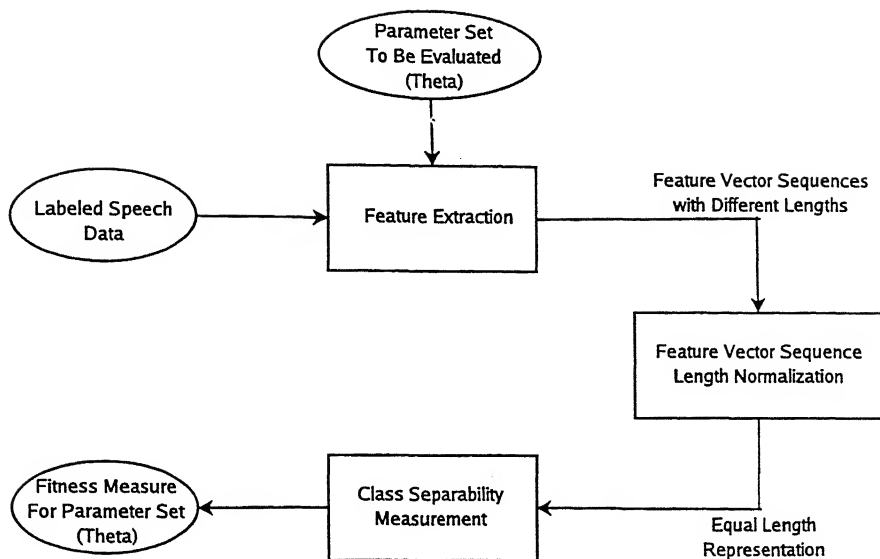 Parameter Set
To Be Evaluated
(Theta)
Labeled Speech
Data
Feature Extraction
Feature Vector Sequences
with Different Lengths
Feature Vector Sequence
Length Normalization
Fitness Measure
For Parameter Set
(Theta)
Class Separability
Measurement
Equal Length
Representation